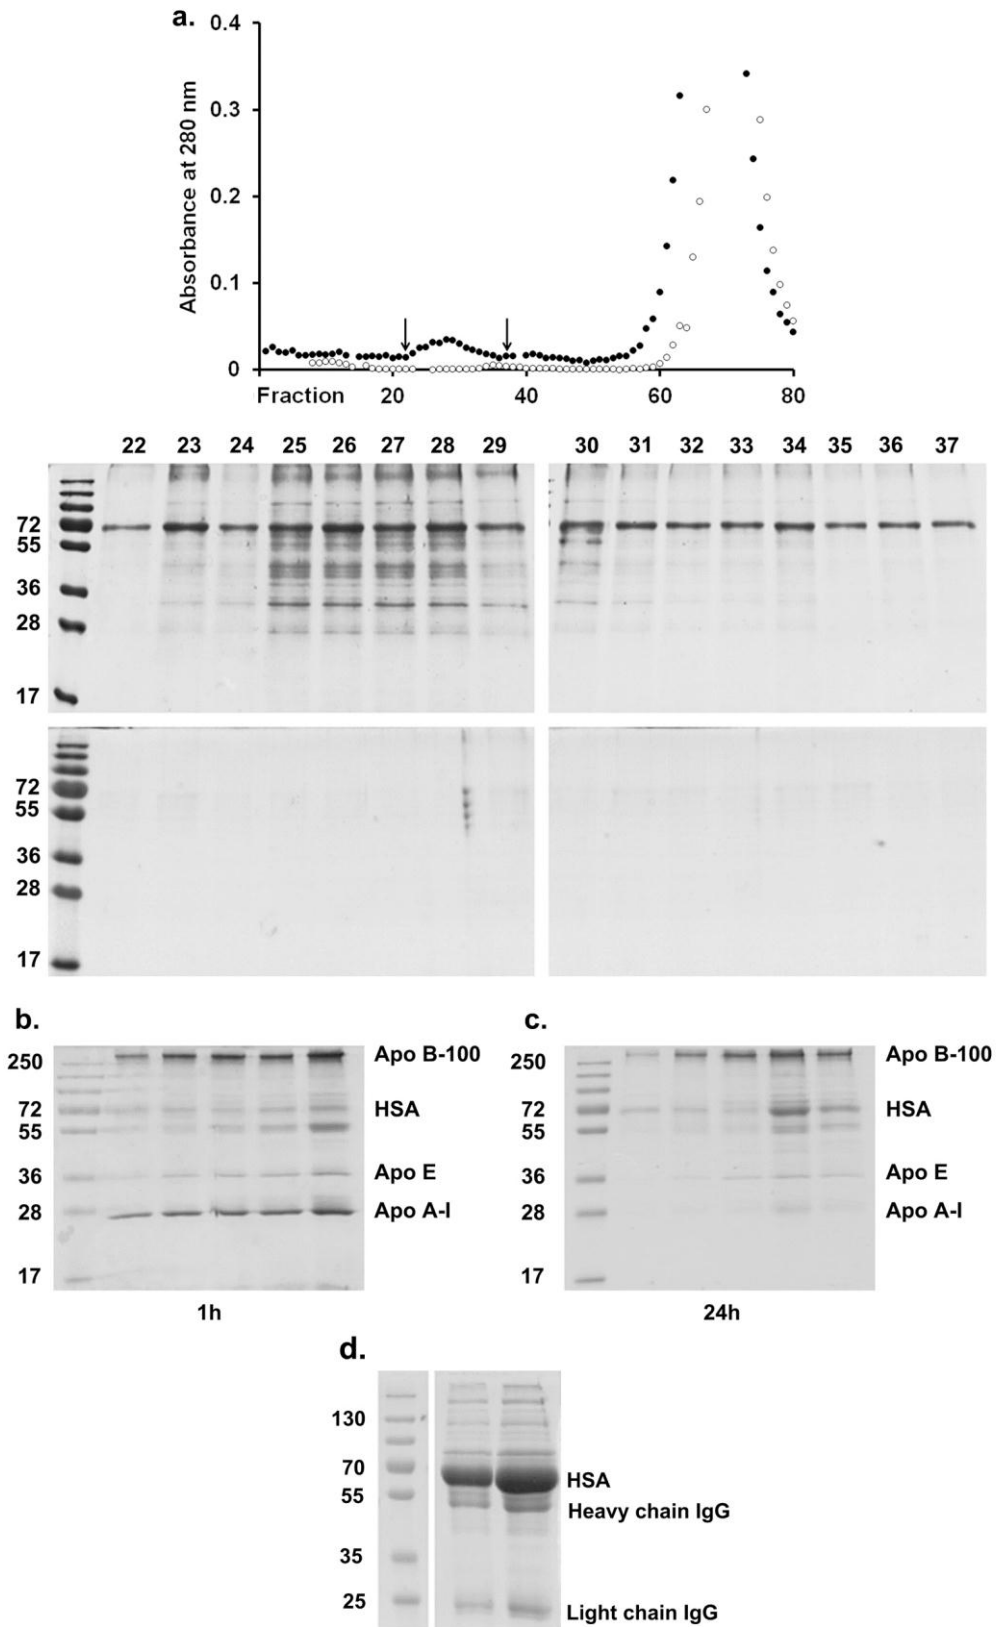 a.
0.4
0.3
0.2
0.1
0
Absorbance at 280 nm
Fraction 20 40 60 80
22 23 24 25 26 27 28 29 30 31 32 33 34 35 36 37
72
55
36
28
17
72
55
36
28
17
b.
250
72
55
36
28
17
Apo B-100
HSA
Apo E
Apo A-I
1h
c.
250
72
55
36
28
17
Apo B-100
HSA
Apo E
Apo A-I
24h
d.
130
70
55
35
25
HSA
Heavy chain IgG
Light chain IgG